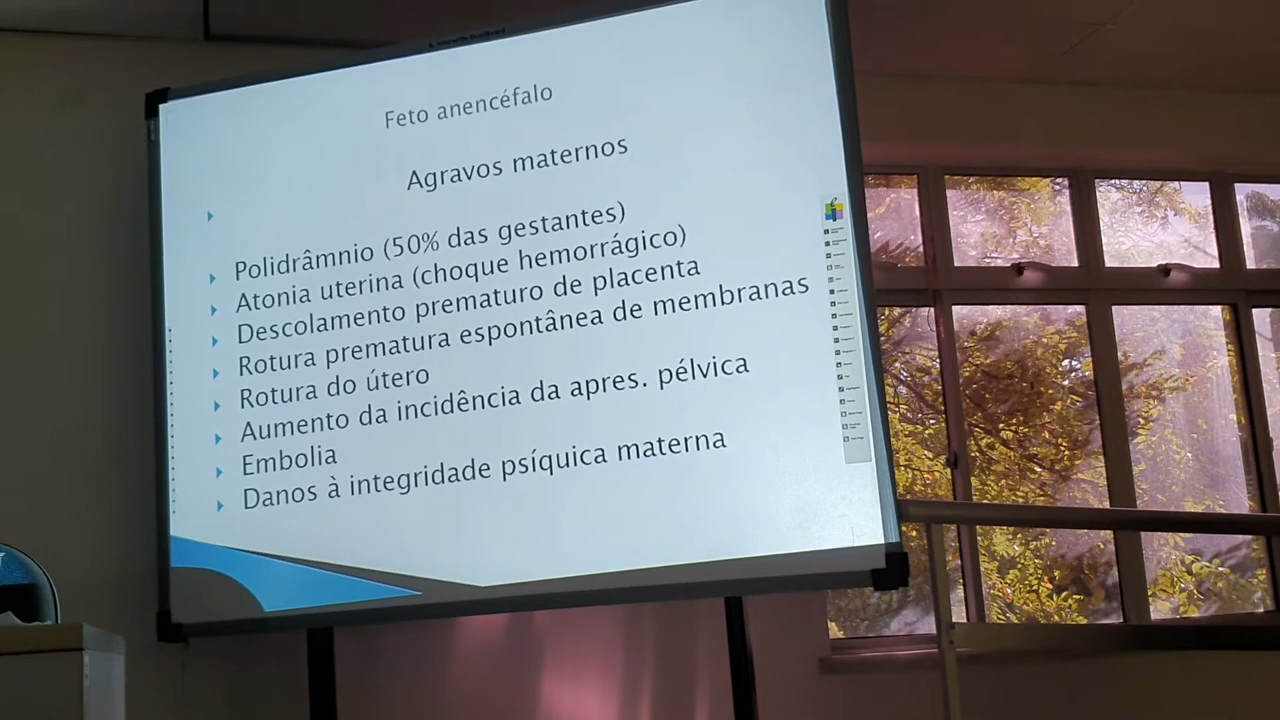 Feto anencéfalo
Agravos maternos
Polidrâmnio (50% das gestantes)
Atonia uterina (choque hemorrágico)
Descolamento prematuro de placenta
Rotura prematura espontânea de membranas
Rotura do útero
Aumento da incidência da apres. pélvica
Embolia
Danos à integridade psíquica materna